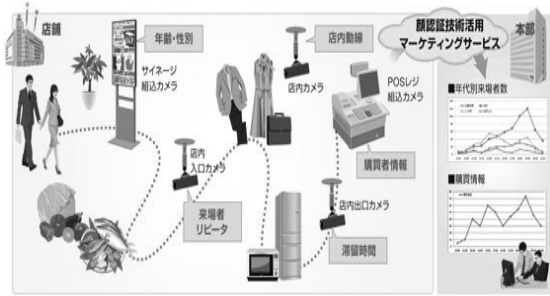 店舗
年齢・性別
サイネージ
組込カメラ
店内動線
店内カメラ
POSレジ
組込カメラ
購買者情報
店内
入口カメラ
来場者
リピータ
店内出口カメラ
滞留時間
顔認証技術活用
マーケティングサービス
本部
■年代別来場者数
■購買情報